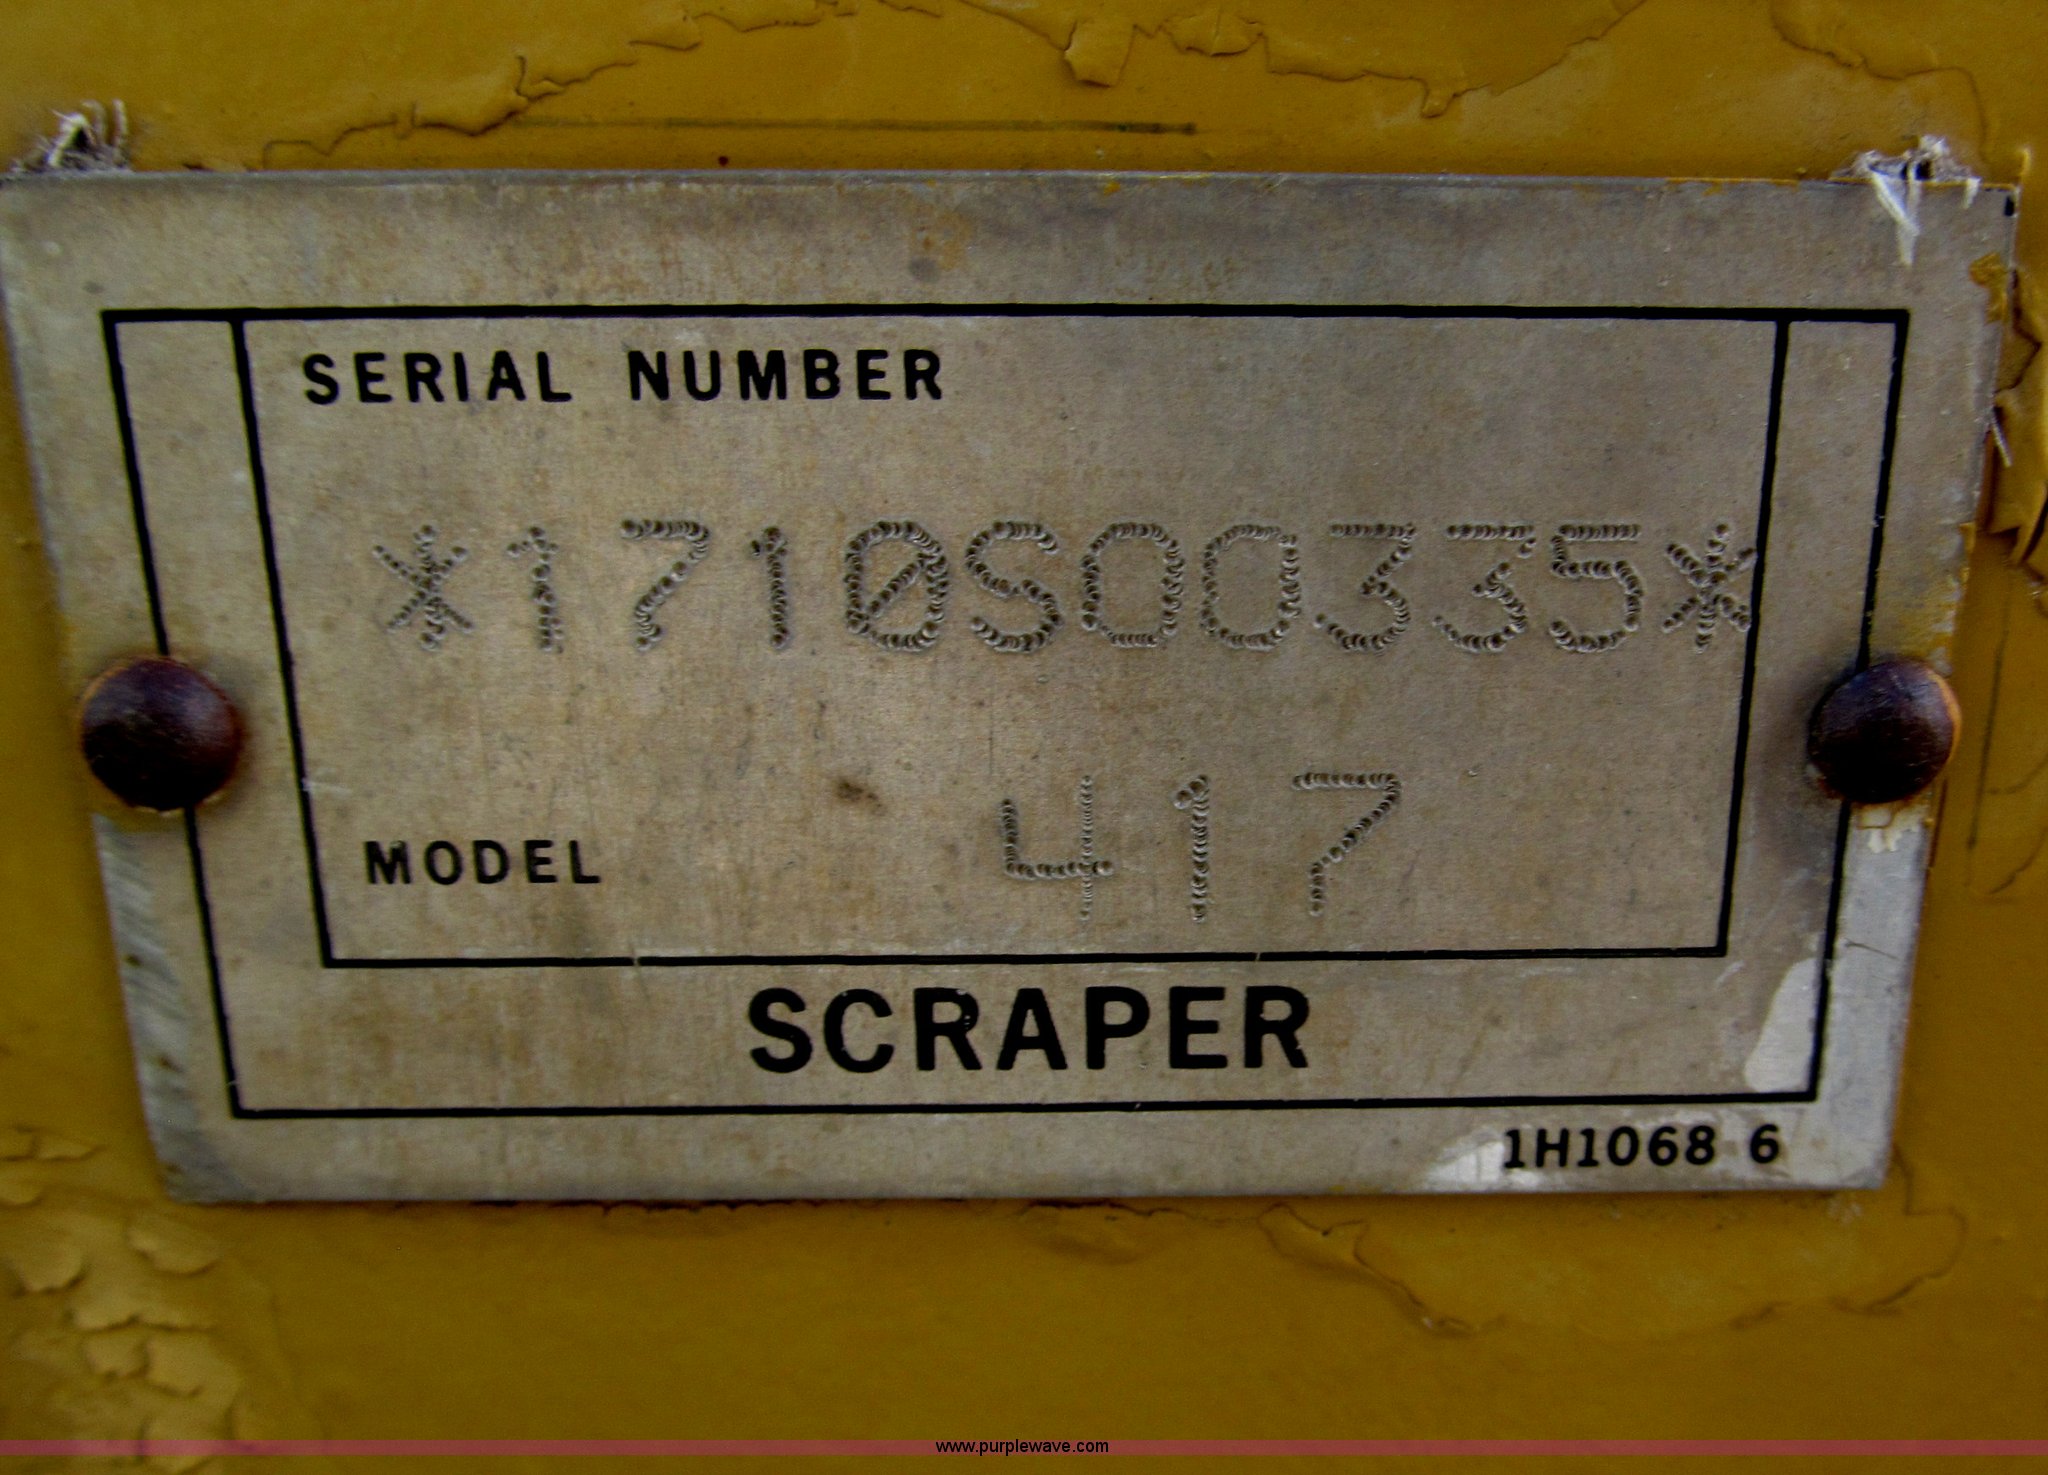 SERIAL NUMBER
*1710S00335*
MODEL 417
SCRAPER
1H1068 6
www.purplewave.com